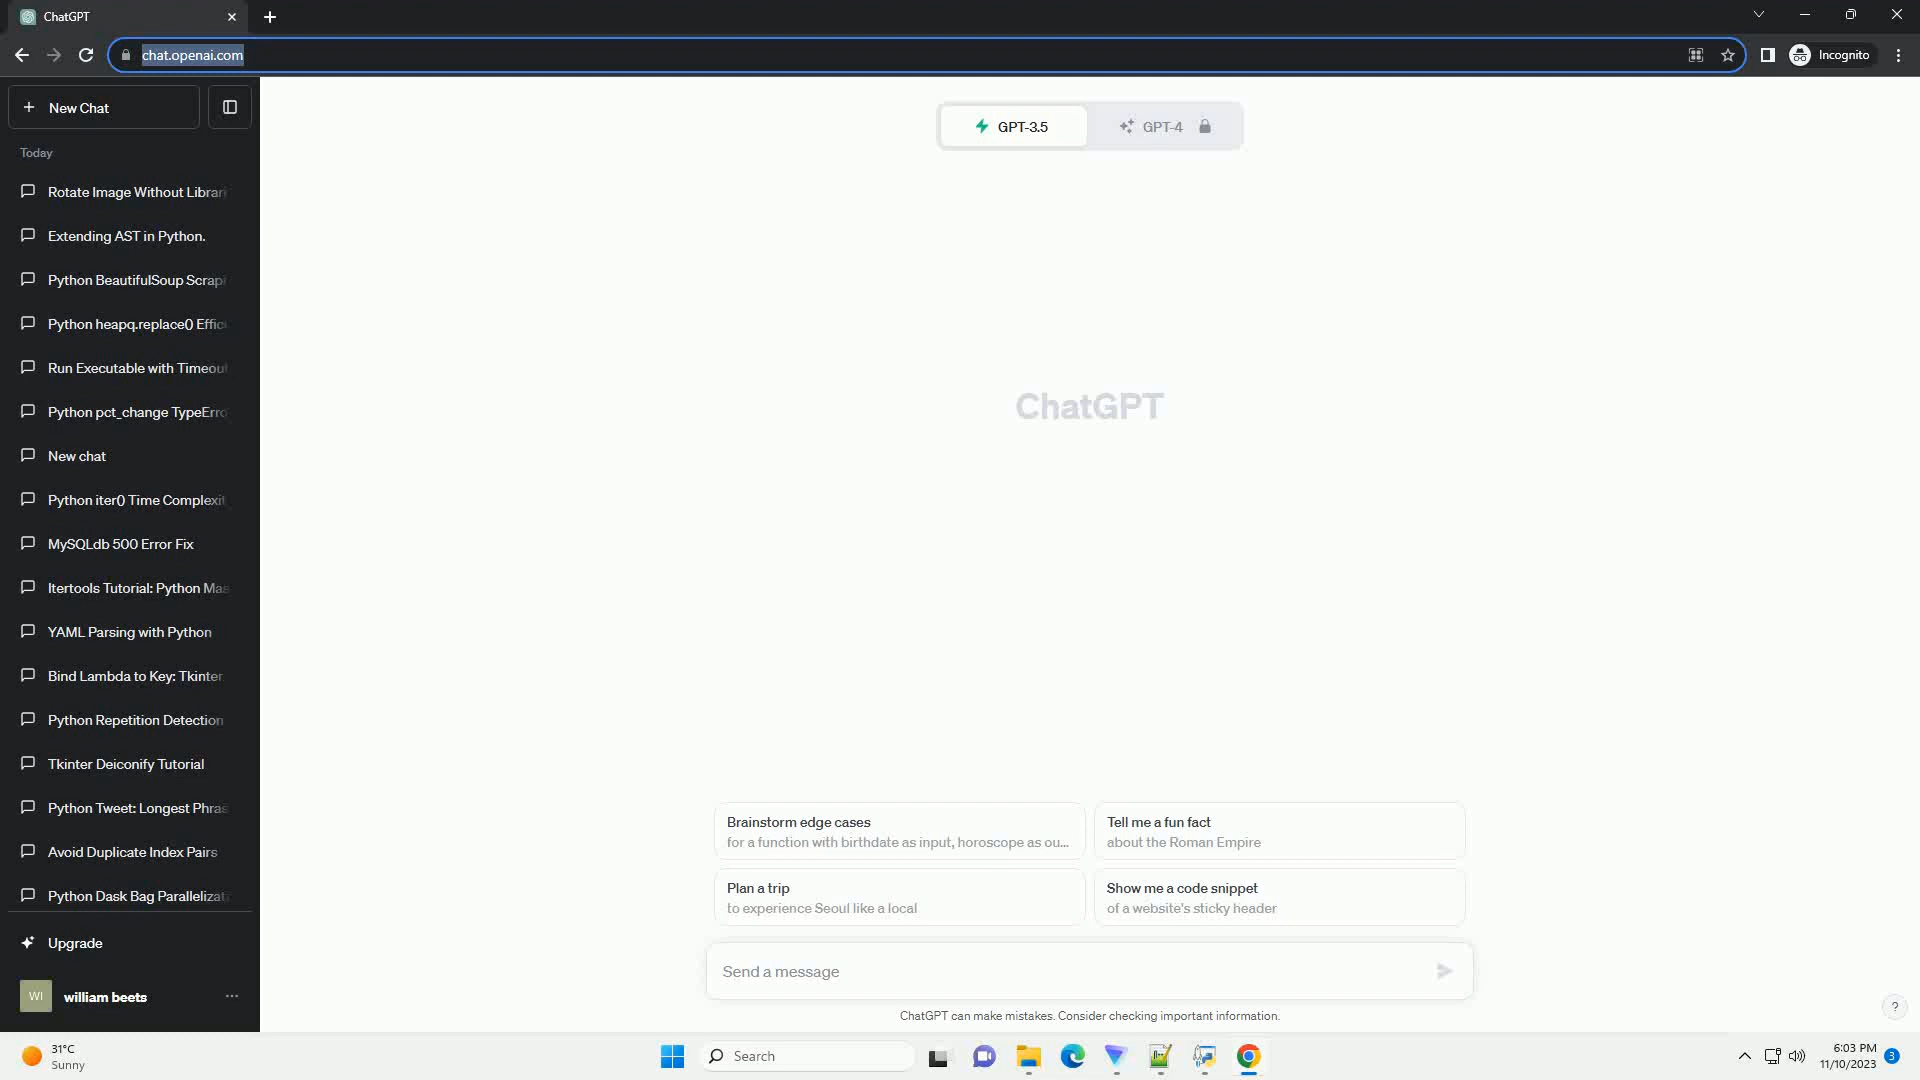 ChatGPT
chat.openai.com
Incognito
New Chat
Today
Rotate Image Without Librari
Extending AST in Python.
Python BeautifulSoup Scrapi
Python heapq.replace() Effici
Run Executable with Timeout
Python pct_change TypeErro
New chat
Python iter() Time Complexit
MySQLdb 500 Error Fix
Itertools Tutorial: Python Mas
YAML Parsing with Python
Bind Lambda to Key: Tkinter
Python Repetition Detection
Tkinter Deiconify Tutorial
Python Tweet: Longest Phras
Avoid Duplicate Index Pairs
Python Dask Bag Parallelizat
Upgrade
WI william beets
GPT-3.5
GPT-4
ChatGPT
Brainstorm edge cases
for a function with birthdate as input, horoscope as ou...
Tell me a fun fact
about the Roman Empire
Plan a trip
to experience Seoul like a local
Show me a code snippet
of a website's sticky header
Send a message
ChatGPT can make mistakes. Consider checking important information.
?
31°C
Sunny
Search
6:03 PM
11/10/2023
3